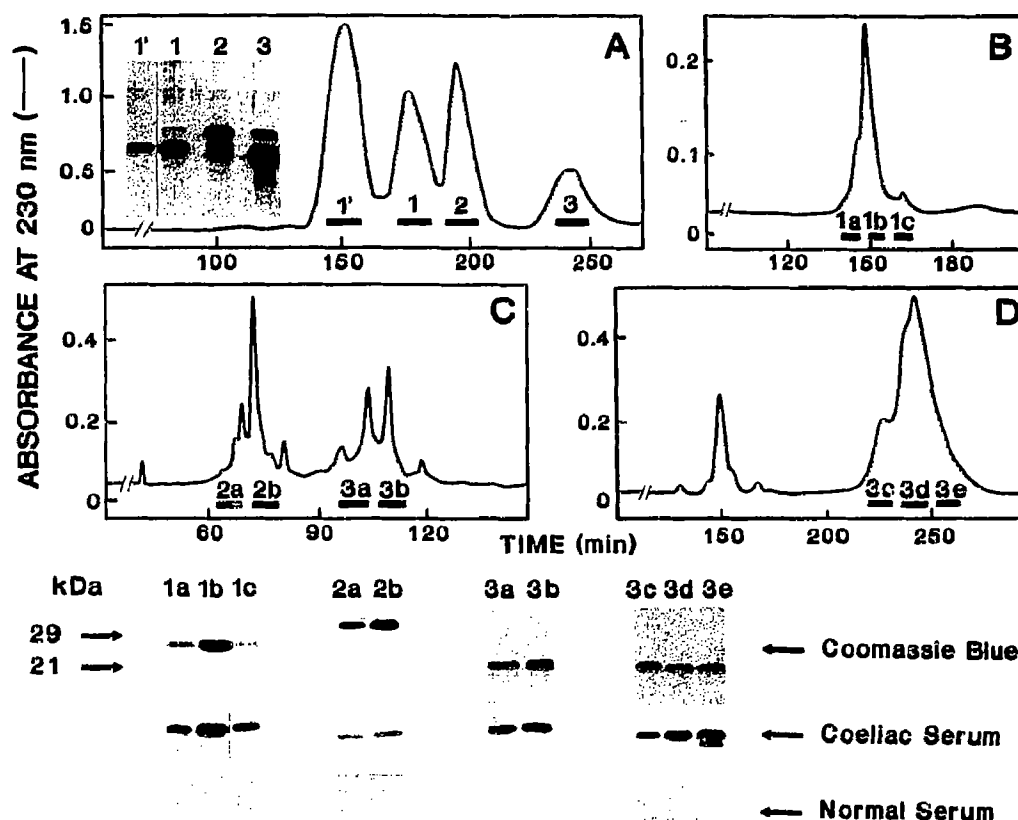 ABSORBANCE AT 230 nm (—)
A
1' 1 2 3
1.5
1.0
0.5
0
1' 1 2 3
100 150 200 250
B
0.2
0.1
0
1a 1b 1c
120 150 180
C
0.4
0.2
0
2a 2b 3a 3b
60 90 120
D
0.4
0.2
0
3c 3d 3e
150 200 250
TIME (min)
kDa
1a 1b 1c 2a 2b 3a 3b 3c 3d 3e
29
21
Coomassie Blue
Coeliac Serum
Normal Serum